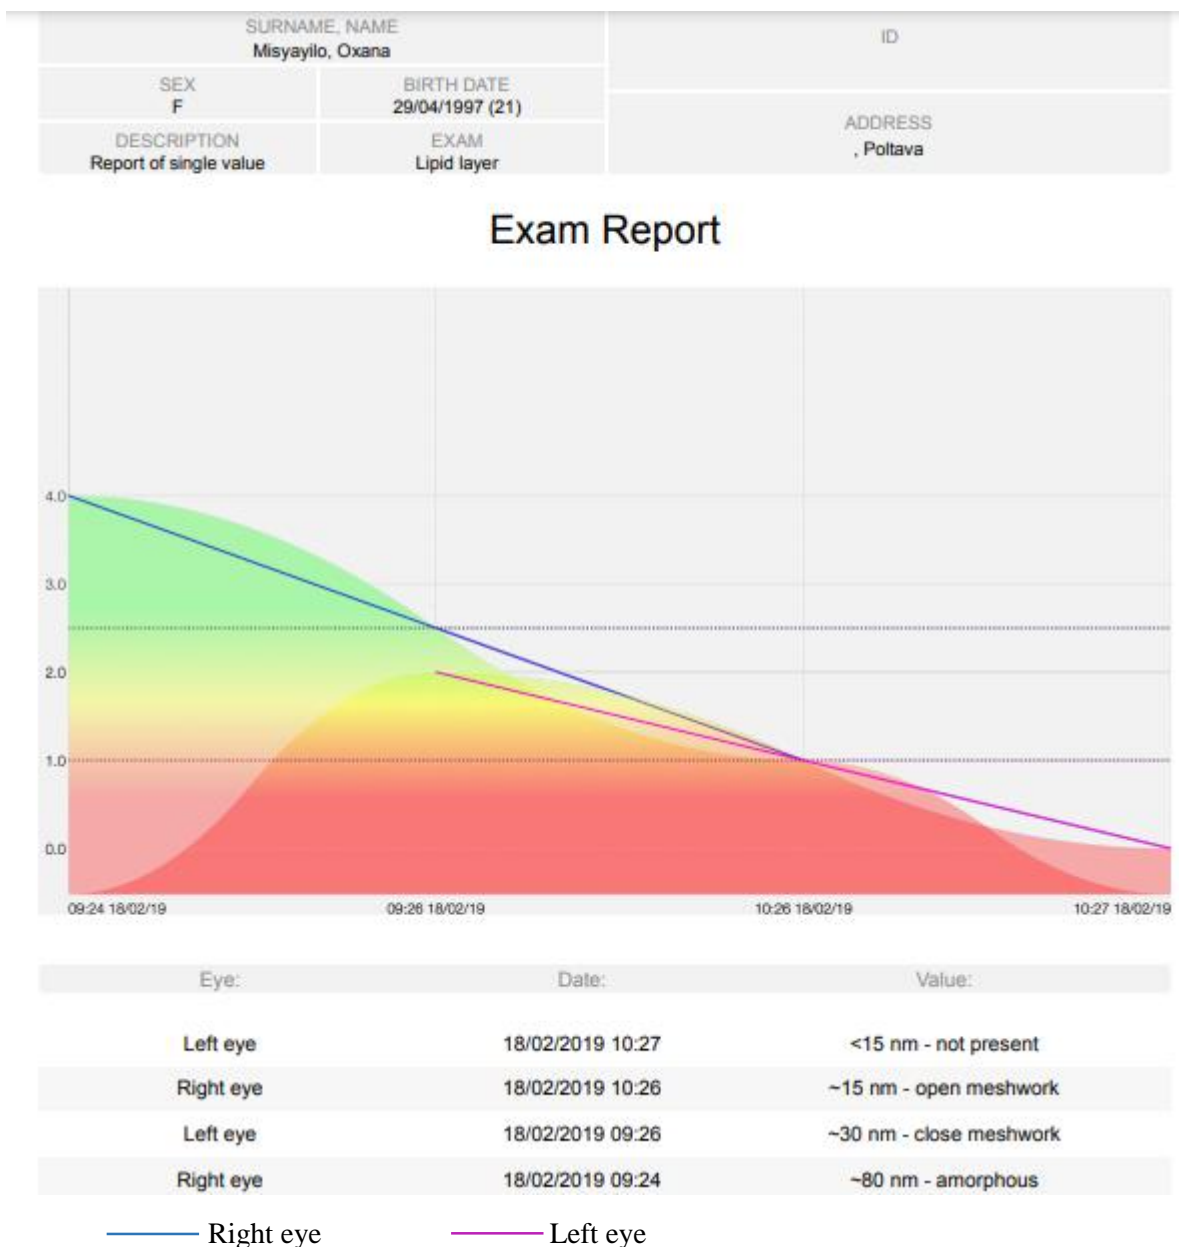 SURNAME, NAME
Misyayilo, Oxana
ID
SEX
F
BIRTH DATE
29/04/1997 (21)
ADDRESS
, Poltava
DESCRIPTION
Report of single value
EXAM
Lipid layer
Exam Report
4.0
3.0
2.0
1.0
0.0
09:24 18/02/19 09:26 18/02/19 10:26 18/02/19 10:27 18/02/19
Eye: Date: Value:
Left eye 18/02/2019 10:27 <15 nm - not present
Right eye 18/02/2019 10:26 ~15 nm - open meshwork
Left eye 18/02/2019 09:26 ~30 nm - close meshwork
Right eye 18/02/2019 09:24 ~80 nm - amorphous
Right eye Left eye